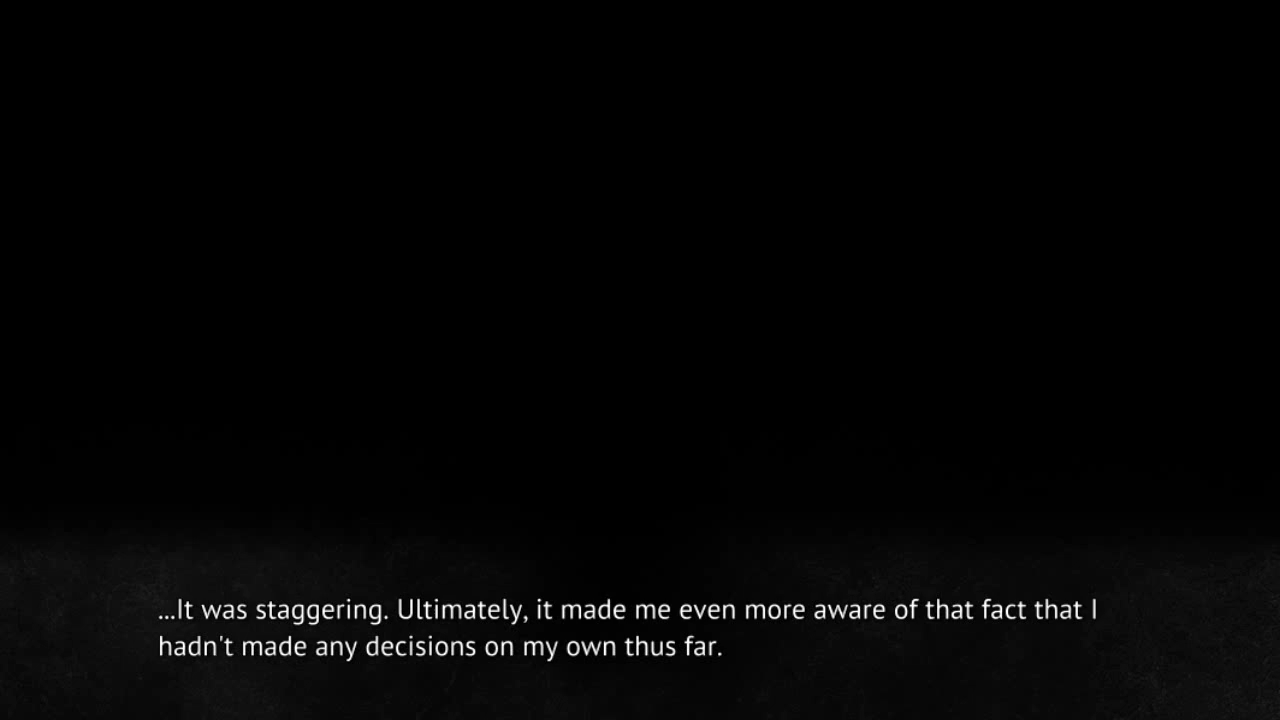 ...It was staggering. Ultimately, it made me even more aware of that fact that I
hadn't made any decisions on my own thus far.